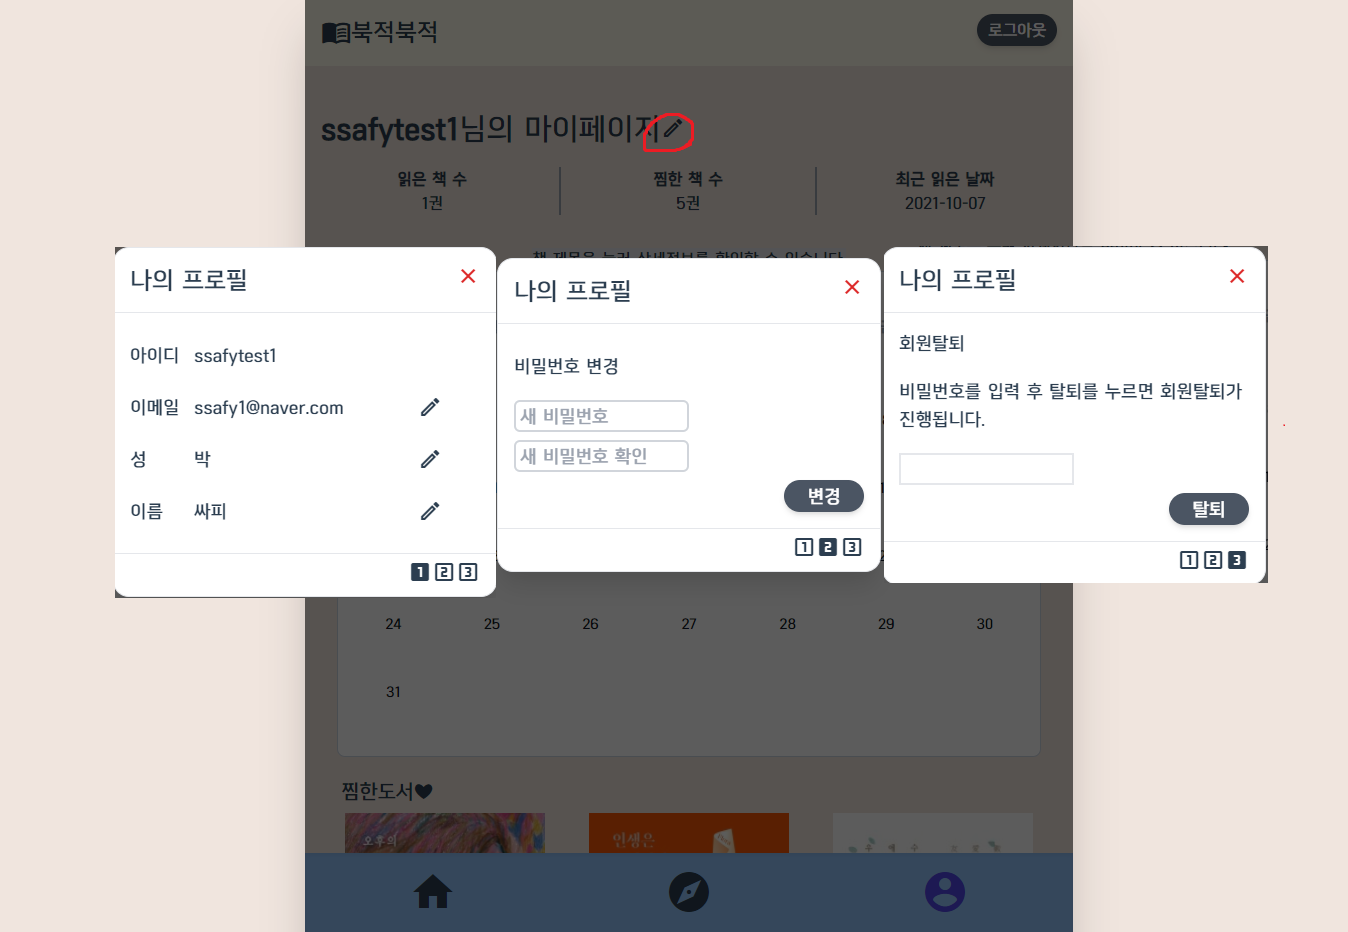 북적북적
로그아웃
ssafytest1님의 마이페이지
읽은 책 수
1권
찜한 책 수
5권
최근 읽은 날짜
2021-10-07
나의 프로필
아이디 ssafytest1
이메일 ssafy1@naver.com
성 박
이름 싸피
1 2 3
나의 프로필
비밀번호 변경
새 비밀번호
새 비밀번호 확인
변경
1 2 3
나의 프로필
회원탈퇴
비밀번호를 입력 후 탈퇴를 누르면 회원탈퇴가
진행됩니다.
탈퇴
1 2 3
24 25 26 27 28 29 30
31
찜한도서
오후의
인생은